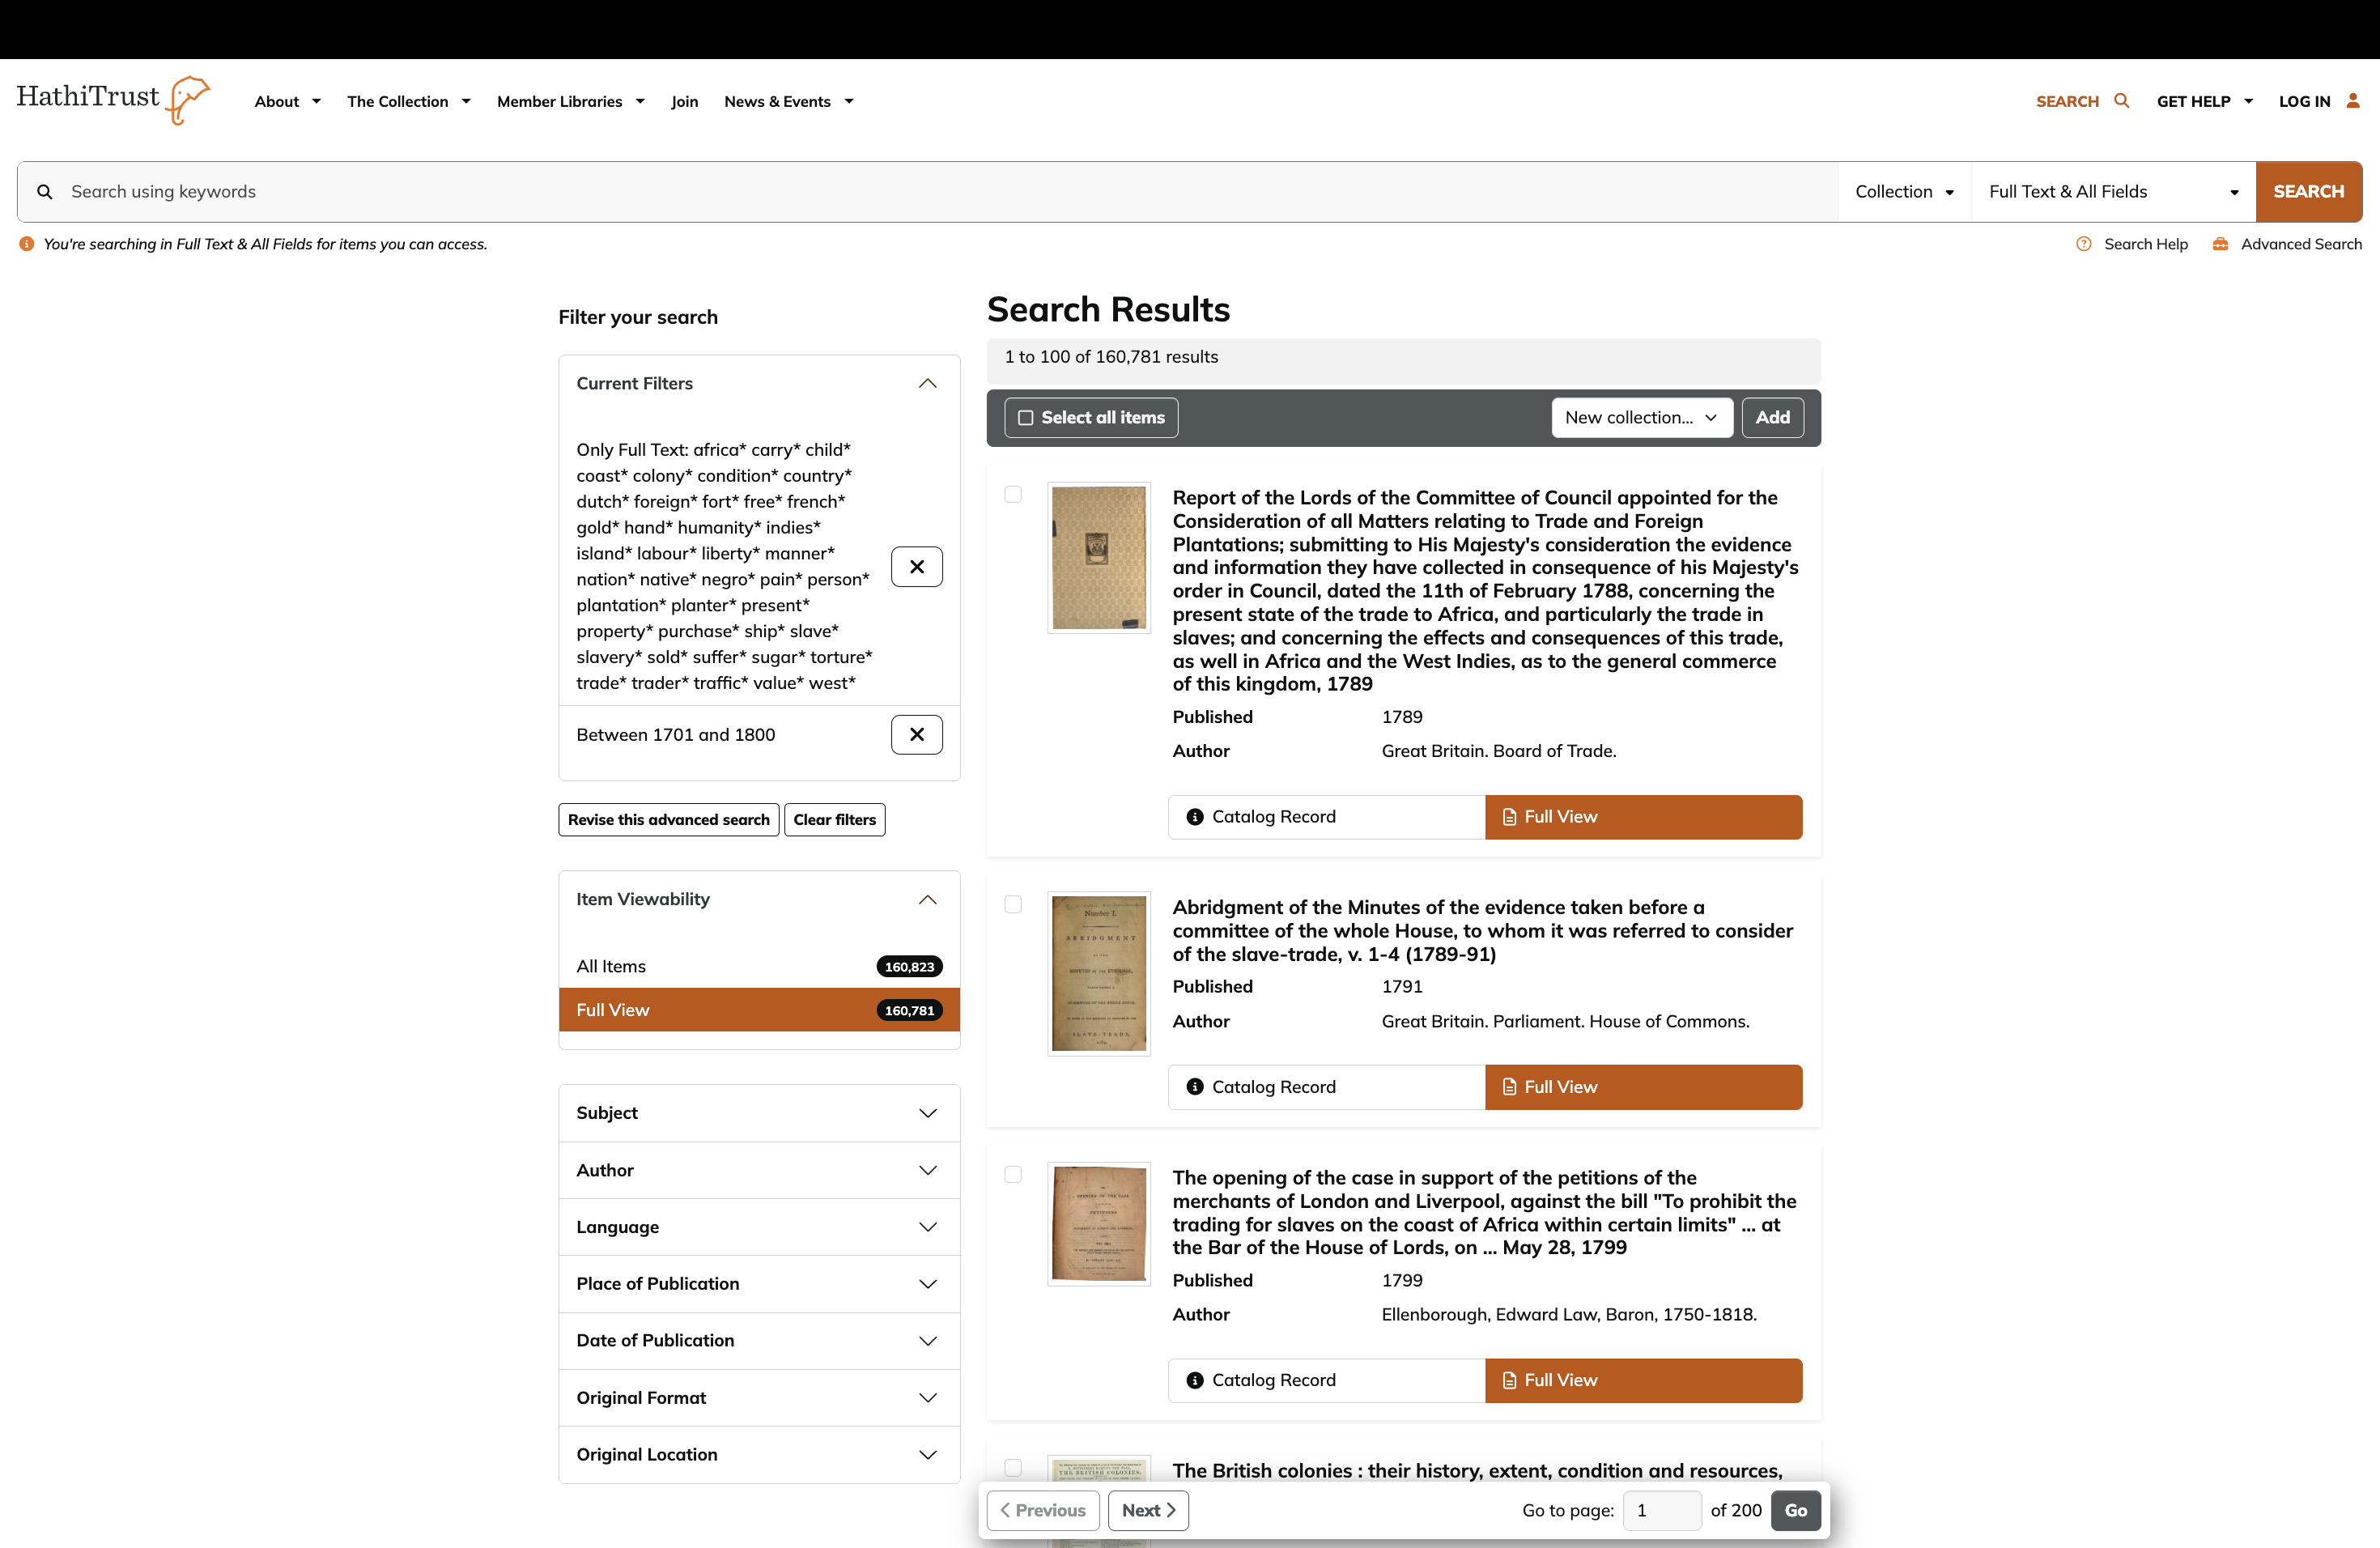 HathiTrust
About
The Collection
Member Libraries
Join
News & Events
SEARCH
GET HELP
LOG IN
Search using keywords
Collection
Full Text & All Fields
SEARCH
You're searching in Full Text & All Fields for items you can access.
Search Help
Advanced Search
Filter your search
Current Filters
Only Full Text: africa* carry* child*
coast* colony* condition* country*
dutch* foreign* fort* free* french*
gold* hand* humanity* indies*
island* labour* liberty* manner*
nation* native* negro* pain* person*
plantation* planter* present*
property* purchase* ship* slave*
slavery* sold* suffer* sugar* torture*
trade* trader* traffic* value* west*
Between 1701 and 1800
Revise this advanced search
Clear filters
Item Viewability
All Items 160,823
Full View 160,781
Subject
Author
Language
Place of Publication
Date of Publication
Original Format
Original Location
Search Results
1 to 100 of 160,781 results
Select all items
New collection...
Add
Report of the Lords of the Committee of Council appointed for the
Consideration of all Matters relating to Trade and Foreign
Plantations; submitting to His Majesty's consideration the evidence
and information they have collected in consequence of his Majesty's
order in Council, dated the 11th of February 1788, concerning the
present state of the trade to Africa, and particularly the trade in
slaves; and concerning the effects and consequences of this trade,
as well in Africa and the West Indies, as to the general commerce
of this kingdom, 1789
Published 1789
Author Great Britain. Board of Trade.
Catalog Record
Full View
Number I.
ABRIDGMENT
SLAVE-TRADE,
Abridgment of the Minutes of the evidence taken before a
committee of the whole House, to whom it was referred to consider
of the slave-trade, v. 1-4 (1789-91)
Published 1791
Author Great Britain. Parliament. House of Commons.
Catalog Record
Full View
PETITIONS
The opening of the case in support of the petitions of the
merchants of London and Liverpool, against the bill "To prohibit the
trading for slaves on the coast of Africa within certain limits" ... at
the Bar of the House of Lords, on ... May 28, 1799
Published 1799
Author Ellenborough, Edward Law, Baron, 1750-1818.
Catalog Record
Full View
THE BRITISH COLONIES;
The British colonies : their history, extent, condition and resources,
Previous
Next
Go to page: 1 of 200
Go